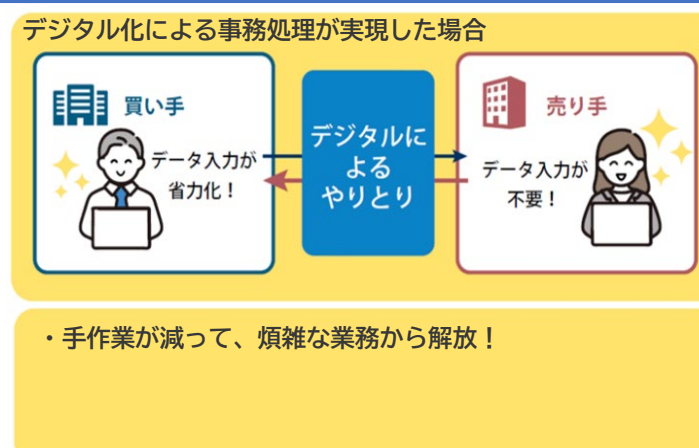 デジタル化による事務処理が実現した場合
買い手
データ入力が
省力化！
デジタルに
よる
やりとり
売り手
データ入力が
不要！
・手作業が減って、煩雑な業務から解放！